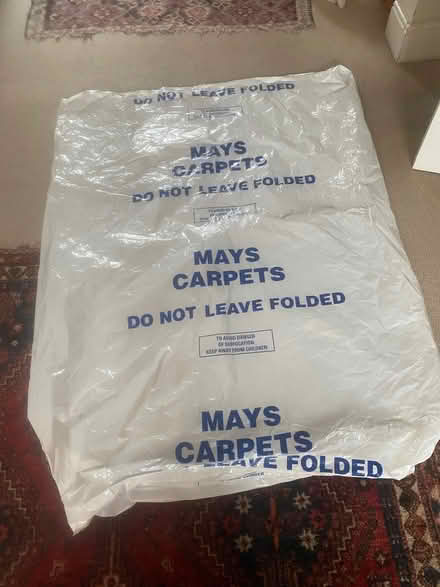 DO NOT LEAVE FOLDED
MAYS
CARPETS
DO NOT LEAVE FOLDED
MAYS
CARPETS
DO NOT LEAVE FOLDED
TO AVOID DANGER
OF SUFFOCATION
KEEP AWAY FROM CHILDREN
MAYS
CARPETS
LEAVE FOLDED